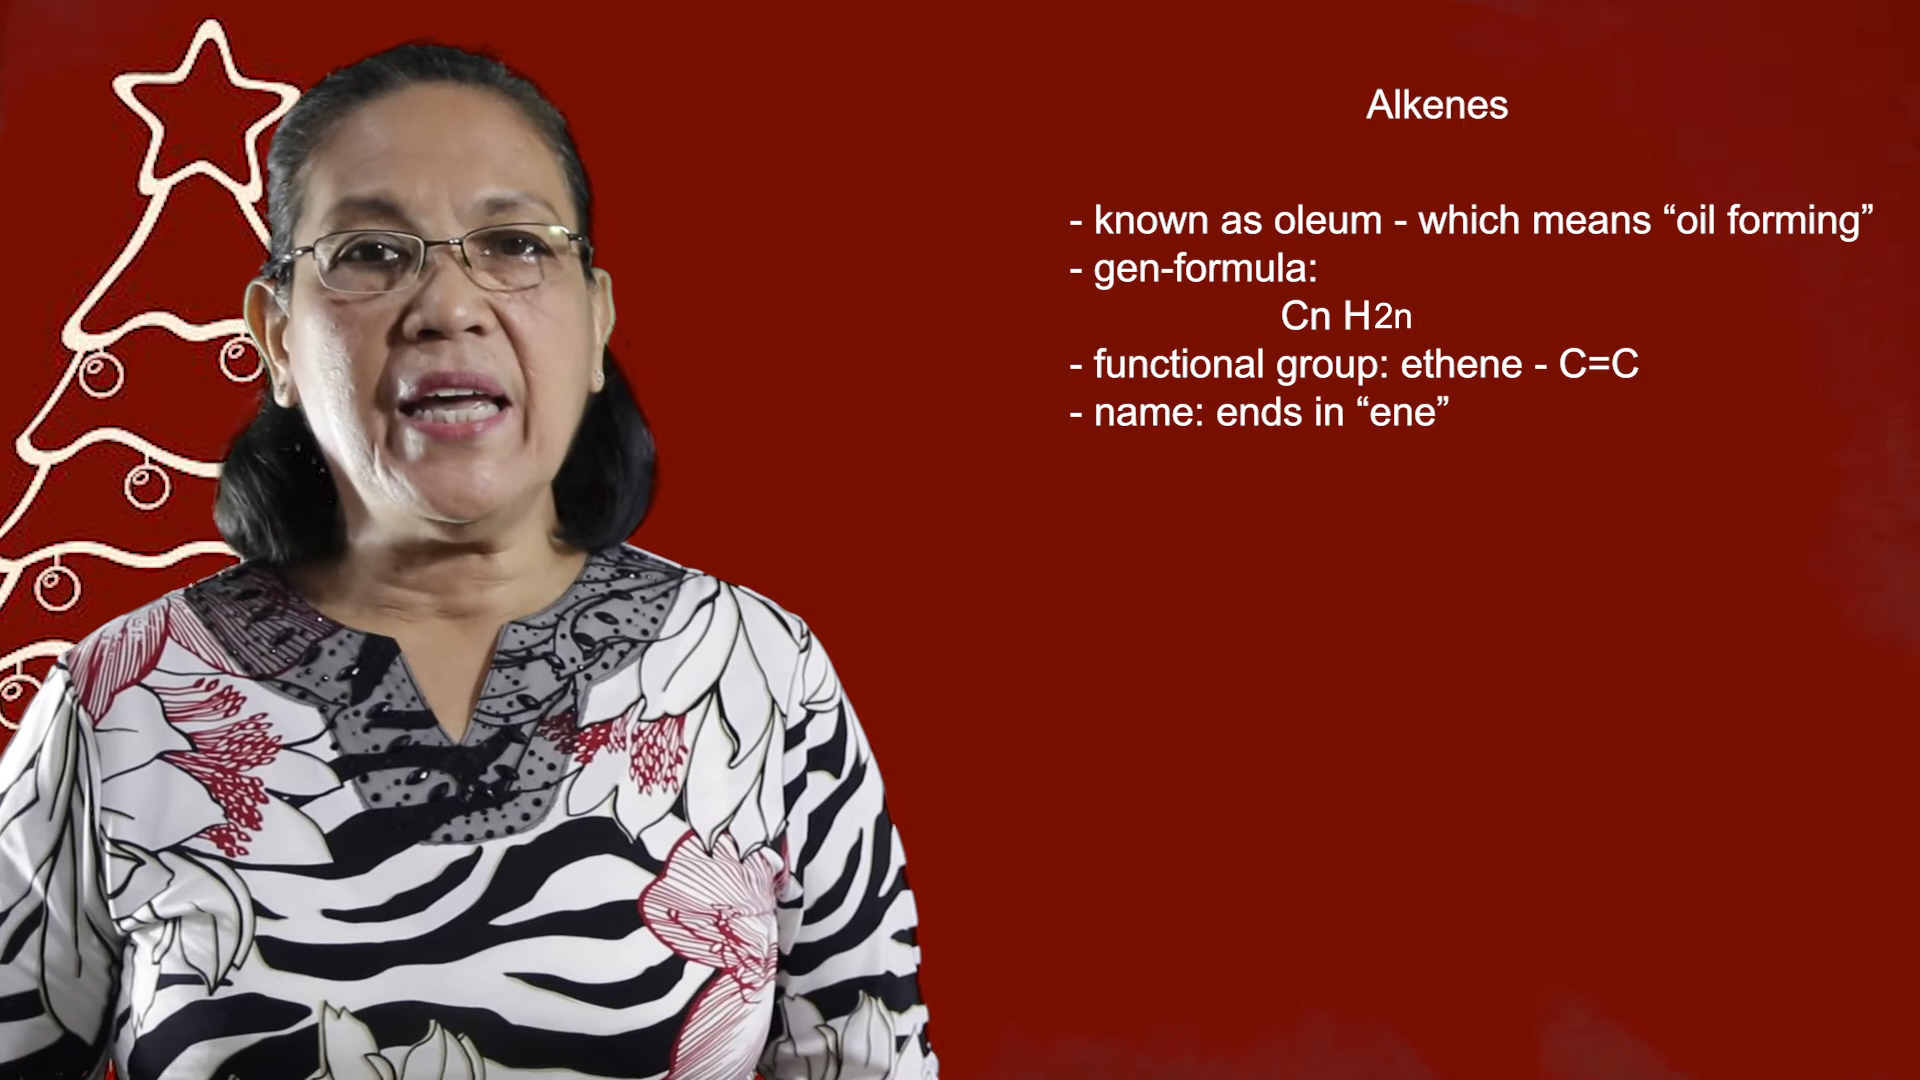 Alkenes
- known as oleum - which means “oil forming”
- gen-formula:
Cn H2n
- functional group: ethene - C=C
- name: ends in “ene”